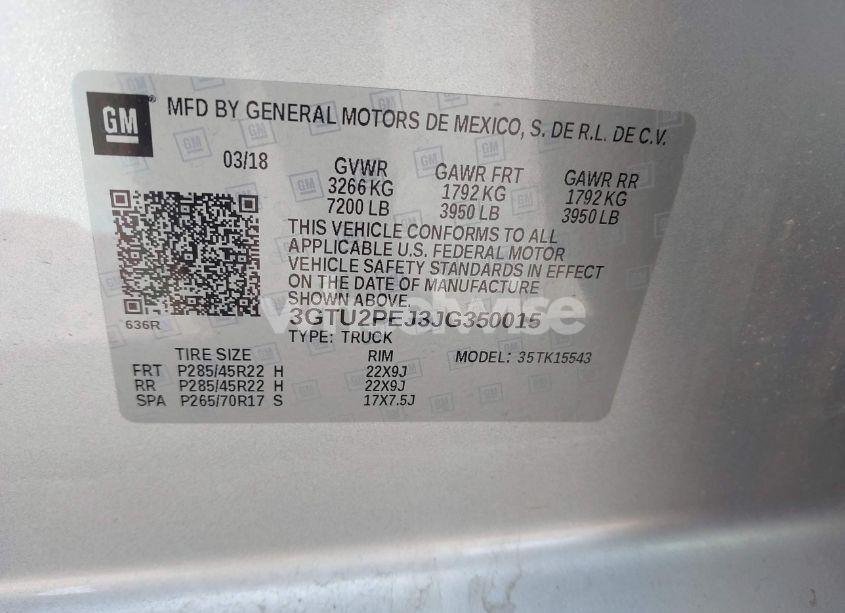 GM
MFD BY GENERAL MOTORS DE MEXICO, S. DE R.L. DE C.V.
03/18 GVWR GAWR FRT GAWR RR
3266 KG 1792 KG 1792 KG
7200 LB 3950 LB 3950 LB
THIS VEHICLE CONFORMS TO ALL
APPLICABLE U.S. FEDERAL MOTOR
VEHICLE SAFETY STANDARDS IN EFFECT
ON THE DATE OF MANUFACTURE
SHOWN ABOVE.
636R
3GTU2PEJ3JG350015
TYPE: TRUCK
TIRE SIZE RIM MODEL: 35TK15543
FRT P285/45R22 H 22X9J
RR P285/45R22 H 22X9J
SPA P265/70R17 S 17X7.5J